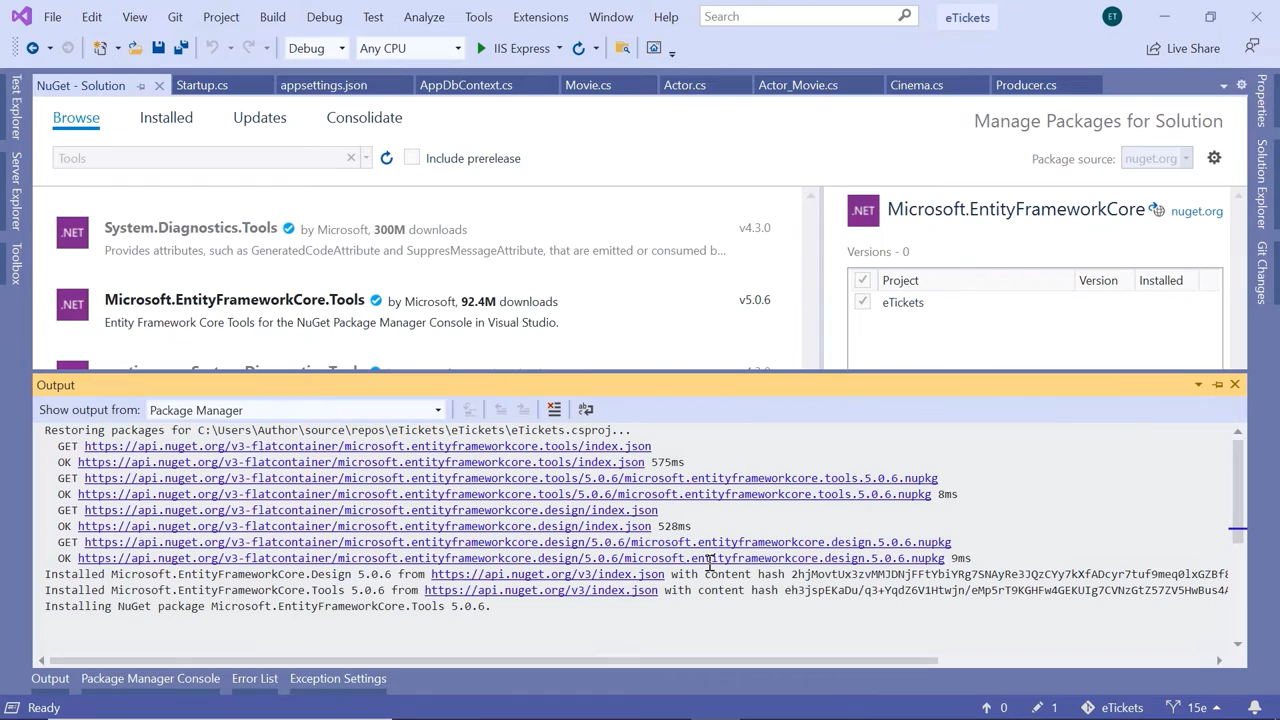 File Edit View Git Project Build Debug Test Analyze Tools Extensions Window Help Search eTickets ET
Debug Any CPU IIS Express Live Share
NuGet - Solution Startup.cs appsettings.json AppDbContext.cs Movie.cs Actor.cs Actor_Movie.cs Cinema.cs Producer.cs
Test Explorer
Server Explorer
Toolbox
Browse Installed Updates Consolidate
Manage Packages for Solution
Tools Include prerelease Package source: nuget.org
.NET System.Diagnostics.Tools by Microsoft, 300M downloads v4.3.0
Provides attributes, such as GeneratedCodeAttribute and SuppresMessageAttribute, that are emitted or consumed b...
.NET Microsoft.EntityFrameworkCore.Tools by Microsoft, 92.4M downloads v5.0.6
Entity Framework Core Tools for the NuGet Package Manager Console in Visual Studio.
.NET Microsoft.EntityFrameworkCore nuget.org
Versions - 0
Project Version Installed
eTickets
Properties
Solution Explorer
Git Changes
Output
Show output from: Package Manager
Restoring packages for C:\Users\Author\source\repos\eTickets\eTickets\eTickets.csproj...
GET https://api.nuget.org/v3-flatcontainer/microsoft.entityframeworkcore.tools/index.json
OK https://api.nuget.org/v3-flatcontainer/microsoft.entityframeworkcore.tools/index.json 575ms
GET https://api.nuget.org/v3-flatcontainer/microsoft.entityframeworkcore.tools/5.0.6/microsoft.entityframeworkcore.tools.5.0.6.nupkg
OK https://api.nuget.org/v3-flatcontainer/microsoft.entityframeworkcore.tools/5.0.6/microsoft.entityframeworkcore.tools.5.0.6.nupkg 8ms
GET https://api.nuget.org/v3-flatcontainer/microsoft.entityframeworkcore.design/index.json
OK https://api.nuget.org/v3-flatcontainer/microsoft.entityframeworkcore.design/index.json 528ms
GET https://api.nuget.org/v3-flatcontainer/microsoft.entityframeworkcore.design/5.0.6/microsoft.entityframeworkcore.design.5.0.6.nupkg
OK https://api.nuget.org/v3-flatcontainer/microsoft.entityframeworkcore.design/5.0.6/microsoft.entityframeworkcore.design.5.0.6.nupkg 9ms
Installed Microsoft.EntityFrameworkCore.Design 5.0.6 from https://api.nuget.org/v3/index.json with content hash 2hjMovtUx3zvMMJDNjFFtYbiYRg7SNAyRe3JQzCYy7kXfADcyr7tuf9meq0lxGZBf8
Installed Microsoft.EntityFrameworkCore.Tools 5.0.6 from https://api.nuget.org/v3/index.json with content hash eh3jspEKaDu/q3+YqdZ6V1Htwjn/eMp5rT9KGHFw4GEKUIg7CVNzGtZ57ZV5HwBus4A
Installing NuGet package Microsoft.EntityFrameworkCore.Tools 5.0.6.
Output Package Manager Console Error List Exception Settings
Ready 0 1 eTickets 15e